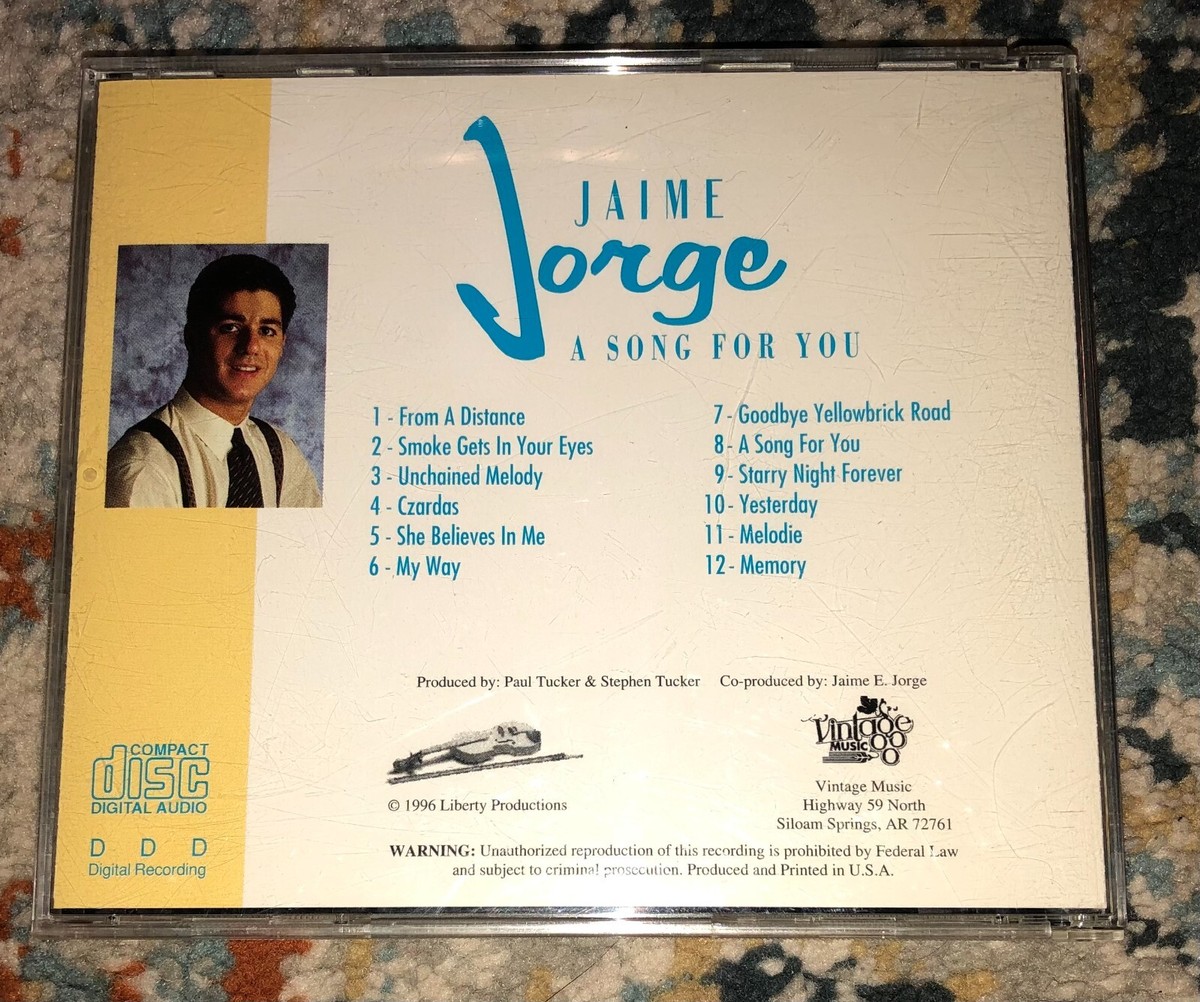 JAIME
Jorge
A SONG FOR YOU
1 - From A Distance
2 - Smoke Gets In Your Eyes
3 - Unchained Melody
4 - Czardas
5 - She Believes In Me
6 - My Way
7 - Goodbye Yellowbrick Road
8 - A Song For You
9 - Starry Night Forever
10 - Yesterday
11 - Melodie
12 - Memory
Produced by: Paul Tucker & Stephen Tucker Co-produced by: Jaime E. Jorge
Vintage
MUSIC
© 1996 Liberty Productions
Vintage Music
Highway 59 North
Siloam Springs, AR 72761
WARNING: Unauthorized reproduction of this recording is prohibited by Federal Law
and subject to criminal prosecution. Produced and Printed in U.S.A.
COMPACT
disc
DIGITAL AUDIO
D D D
Digital Recording